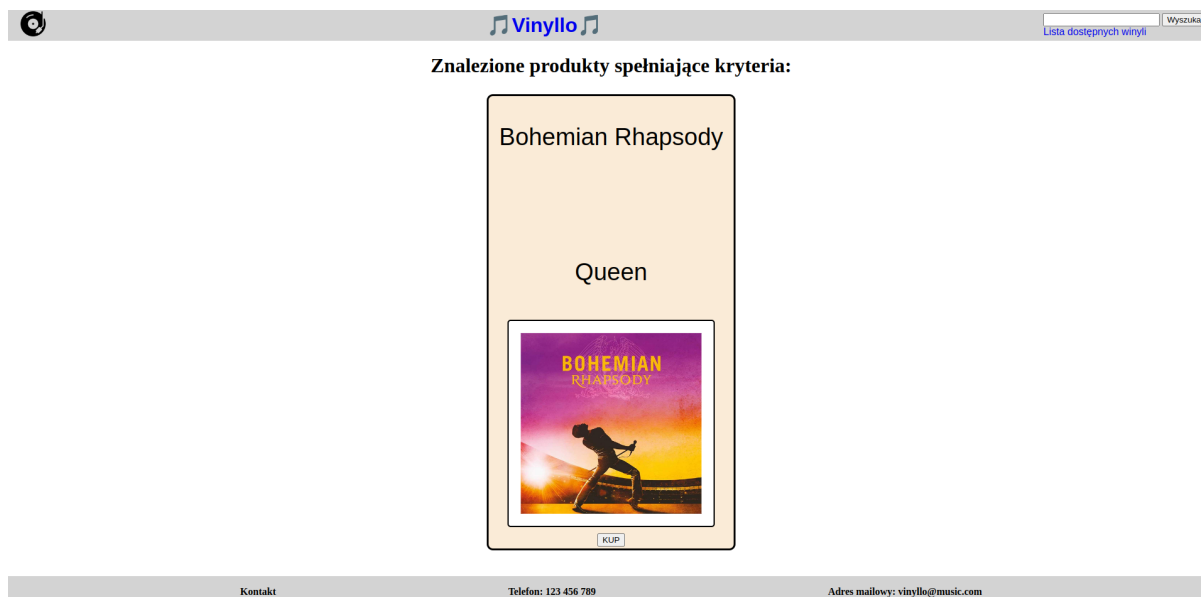 🎵Vinyllo🎵
Wyszuka
Lista dostępnych winyli
Znalezione produkty spełniające kryteria:
Bohemian Rhapsody
Queen
BOHEMIAN
RHAPSODY
KUP
Kontakt
Telefon: 123 456 789
Adres mailowy: vinyllo@music.com